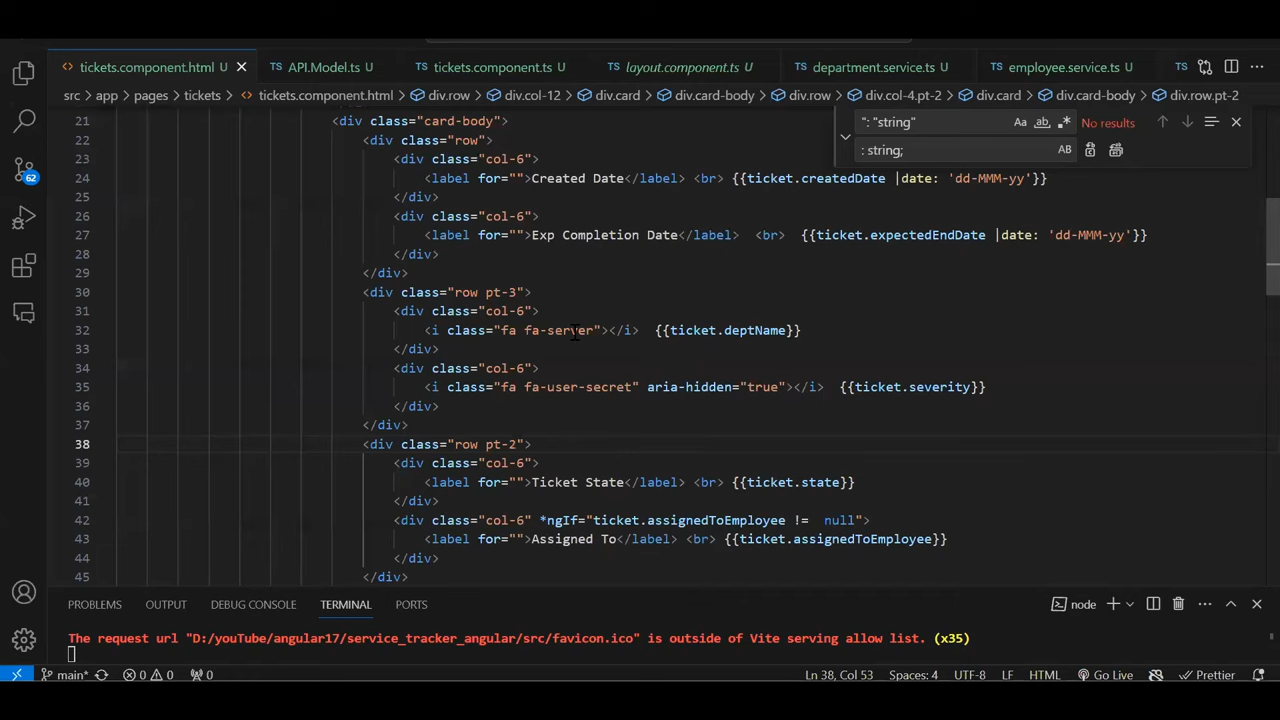 tickets.component.html
API.Model.ts
tickets.component.ts
layout.component.ts
department.service.ts
employee.service.ts
TS
src > app > pages > tickets > tickets.component.html > div.row > div.col-12 > div.card > div.card-body > div.row > div.col-4.pt-2 > div.card > div.card-body > div.row.pt-2
": "string"
Aa
ab
No results
: string;
AB
21 <div class="card-body">
22 <div class="row">
23 <div class="col-6">
24 <label for="">Created Date</label> <br> {{ticket.createdDate |date: 'dd-MMM-yy'}}
25 </div>
26 <div class="col-6">
27 <label for="">Exp Completion Date</label>  <br>  {{ticket.expectedEndDate |date: 'dd-MMM-yy'}}
28 </div>
29 </div>
30 <div class="row pt-3">
31 <div class="col-6">
32 <i class="fa fa-server"></i>  {{ticket.deptName}}
33 </div>
34 <div class="col-6">
35 <i class="fa fa-user-secret" aria-hidden="true"></i>  {{ticket.severity}}
36 </div>
37 </div>
38 <div class="row pt-2">
39 <div class="col-6">
40 <label for="">Ticket State</label> <br> {{ticket.state}}
41 </div>
42 <div class="col-6" *ngIf="ticket.assignedToEmployee !=  null">
43 <label for="">Assigned To</label> <br> {{ticket.assignedToEmployee}}
44 </div>
45 </div>
62
PROBLEMS OUTPUT DEBUG CONSOLE TERMINAL PORTS
node
The request url "D:/youTube/angular17/service_tracker_angular/src/favicon.ico" is outside of Vite serving allow list. (x35)
main* 0 0 0 Ln 38, Col 53 Spaces: 4 UTF-8 LF HTML Go Live Prettier